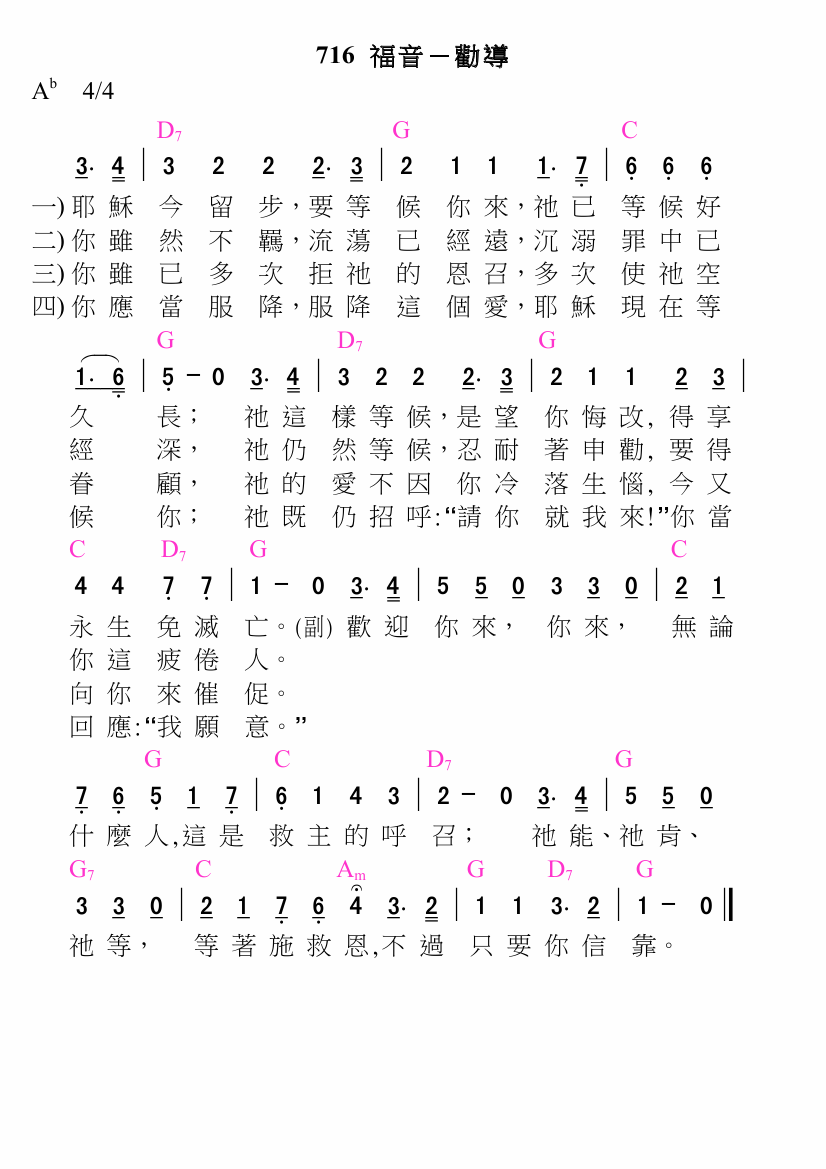 716 福音－勸導
A♭ 4/4
D7 G C
3· 4 | 3 2 2 2· 3 | 2 1 1 1· 7 | 6 6 6
一) 耶 穌 今 留 步，要 等 候 你 來，祂 已 等 候 好
二) 你 雖 然 不 羈，流 蕩 已 經 遠，沉 溺 罪 中 已
三) 你 雖 已 多 次 拒 祂 的 恩 召，多 次 使 祂 空
四) 你 應 當 服 降，服 降 這 個 愛，耶 穌 現 在 等
G D7 G
1· 6 | 5 － 0 3· 4 | 3 2 2 2· 3 | 2 1 1 2 3 |
久 長； 祂 這 樣 等 候，是 望 你 悔 改, 得 享
經 深， 祂 仍 然 等 候，忍 耐 著 申 勸, 要 得
眷 顧， 祂 的 愛 不 因 你 冷 落 生 惱, 今 又
候 你； 祂 既 仍 招 呼:“請 你 就 我 來!”你 當
C D7 G C
4 4 7 7 | 1 － 0 3· 4 | 5 5 0 3 3 0 | 2 1
永 生 免 滅 亡。(副) 歡 迎 你 來， 你 來， 無 論
你 這 疲 倦 人。
向 你 來 催 促。
回 應:“我 願 意。”
G C D7 G
7 6 5 1 7 | 6 1 4 3 | 2 － 0 3· 4 | 5 5 0
什 麼 人,這 是 救 主 的 呼 召； 祂 能、祂 肯、
G7 C Am G D7 G
3 3 0 | 2 1 7 6 4 3· 2 | 1 1 3· 2 | 1 － 0 ‖
祂 等， 等 著 施 救 恩,不 過 只 要 你 信 靠。